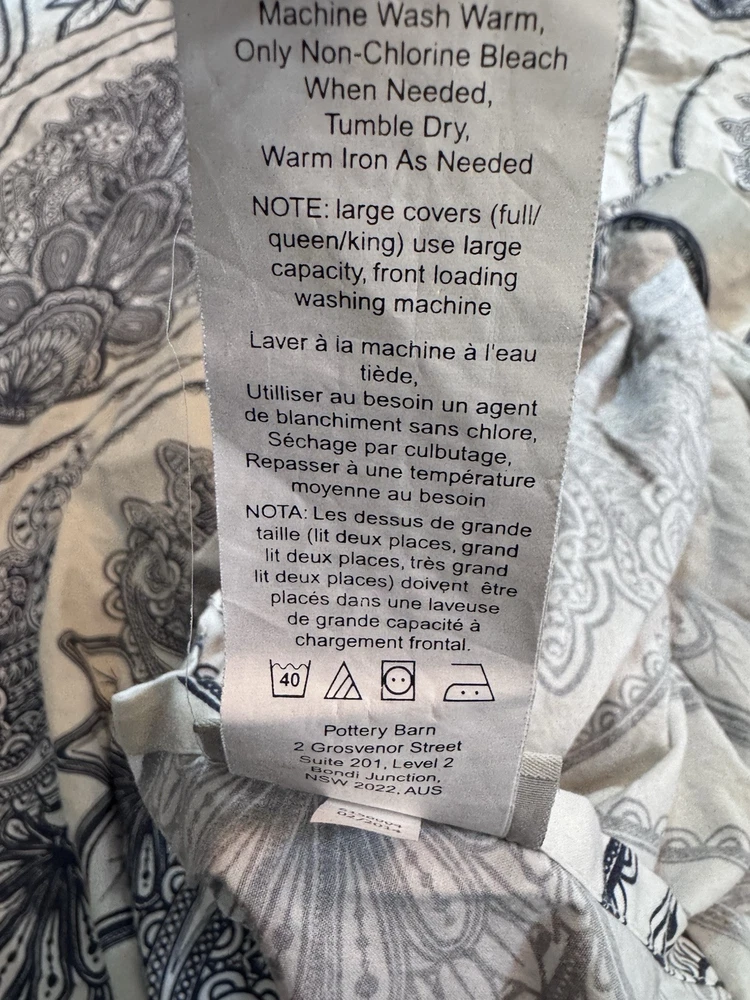 Machine Wash Warm,
Only Non-Chlorine Bleach
When Needed,
Tumble Dry,
Warm Iron As Needed
NOTE: large covers (full/
queen/king) use large
capacity, front loading
washing machine
Laver à la machine à l'eau
tiède,
Utilliser au besoin un agent
de blanchiment sans chlore,
Séchage par culbutage,
Repasser à une température
moyenne au besoin
NOTA: Les dessus de grande
taille (lit deux places, grand
lit deux places, très grand
lit deux places) doivent être
placés dans une laveuse
de grande capacité à
chargement frontal.
40
Pottery Barn
2 Grosvenor Street
Suite 201, Level 2
Bondi Junction,
NSW 2022, AUS
02/2014